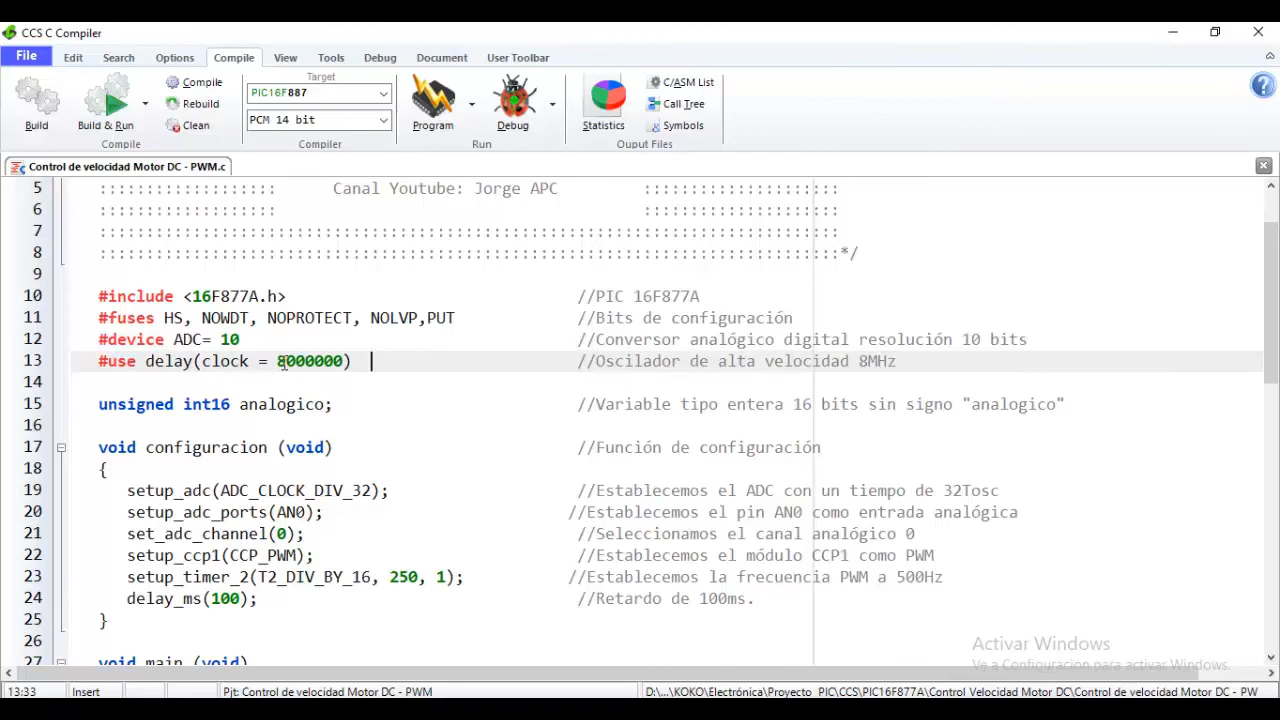 CCS C Compiler
File Edit Search Options Compile View Tools Debug Document User Toolbar
Build
Build & Run
Compile
Rebuild
Clean
Compile
Target
PIC16F887
PCM 14 bit
Compiler
Program
Debug
Run
Statistics
C/ASM List
Call Tree
Symbols
Ouput Files
Control de velocidad Motor DC - PWM.c
5 ::::::::::::::::::: Canal Youtube: Jorge APC :::::::::::::::::::::
6 ::::::::::::::::::: :::::::::::::::::::::
7 :::::::::::::::::::::::::::::::::::::::::::::::::::::::::::::::::::::::::::::::
8 :::::::::::::::::::::::::::::::::::::::::::::::::::::::::::::::::::::::::::::::*/
9
10 #include <16F877A.h> //PIC 16F877A
11 #fuses HS, NOWDT, NOPROTECT, NOLVP,PUT //Bits de configuración
12 #device ADC= 10 //Conversor analógico digital resolución 10 bits
13 #use delay(clock = 8000000) //Oscilador de alta velocidad 8MHz
14
15 unsigned int16 analogico; //Variable tipo entera 16 bits sin signo "analogico"
16
17 void configuracion (void) //Función de configuración
18 {
19 setup_adc(ADC_CLOCK_DIV_32); //Establecemos el ADC con un tiempo de 32Tosc
20 setup_adc_ports(AN0); //Establecemos el pin AN0 como entrada analógica
21 set_adc_channel(0); //Seleccionamos el canal analógico 0
22 setup_ccp1(CCP_PWM); //Establecemos el módulo CCP1 como PWM
23 setup_timer_2(T2_DIV_BY_16, 250, 1); //Establecemos la frecuencia PWM a 500Hz
24 delay_ms(100); //Retardo de 100ms.
25 }
26
27 void main (void)
Activar Windows
Ve a Configuración para activar Windows.
13:33 Insert Pjt: Control de velocidad Motor DC - PWM D:\...\KOKO\Electrónica\Proyecto_PIC\CCS\PIC16F877A\Control Velocidad Motor DC\Control de velocidad Motor DC - PW